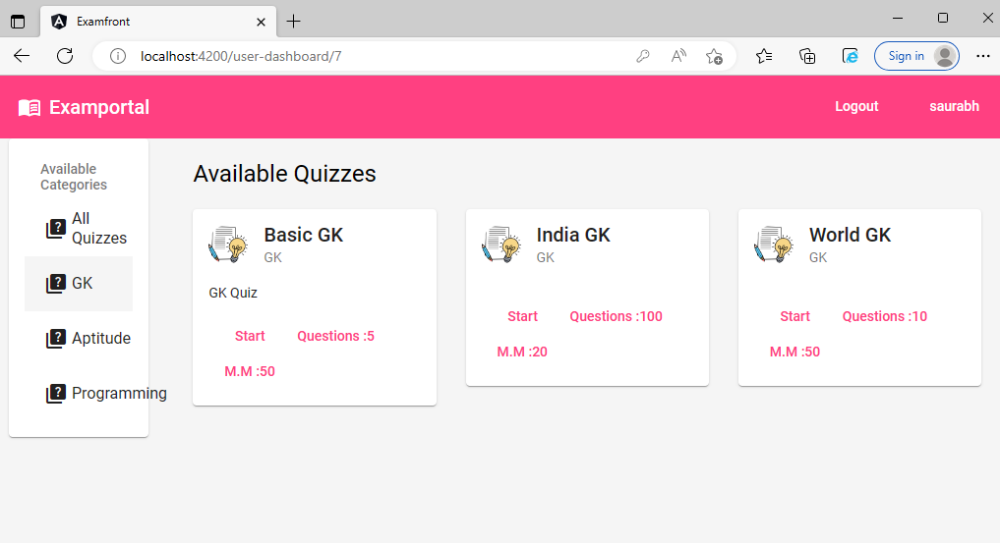 Examfront
localhost:4200/user-dashboard/7
Sign in
Examportal
Logout
saurabh
Available
Categories
All
Quizzes
GK
Aptitude
Programming
Available Quizzes
Basic GK
GK
GK Quiz
Start
Questions :5
M.M :50
India GK
GK
Start
Questions :100
M.M :20
World GK
GK
Start
Questions :10
M.M :50